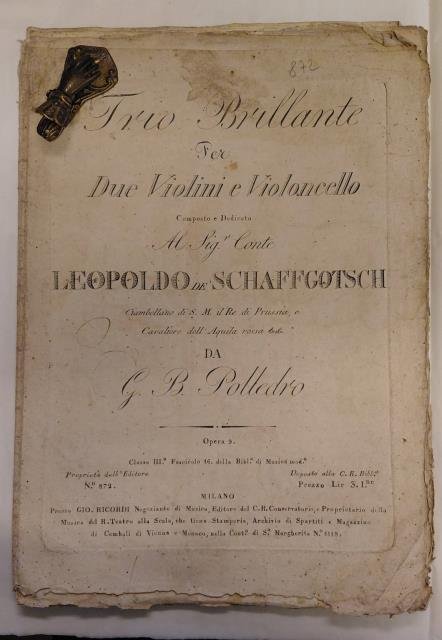 872
Trio Brillante
Per
Due Violini e Violoncello
Composto e Dedicato
Al Sig.r Conte
LEOPOLDO DE SCHAFFGOTSCH
Ciambellano di S. M. il Re di Prussia, e
Cavaliere dell'Aquila rossa &c &c
DA
G. B. Polledro
Opera 9.
Classe III.a Fascicolo 16. della Bibl.a di Musica mod.a
Proprietà dell'Editore
Deposto alla C. R. Bibl.a
N.o 872.
Prezzo Lir 3.
MILANO
Presso GIO. RICORDI Negoziante di Musica, Editore del C. R. Conservatorio, e Proprietario della
Musica del R. Teatro alla Scala, che tiene Stamperia, Archivio di Spartiti e Magazzino
di Cembali di Vienna e Monaco, nella Cont.a di S.a Margherita N.o 1118.